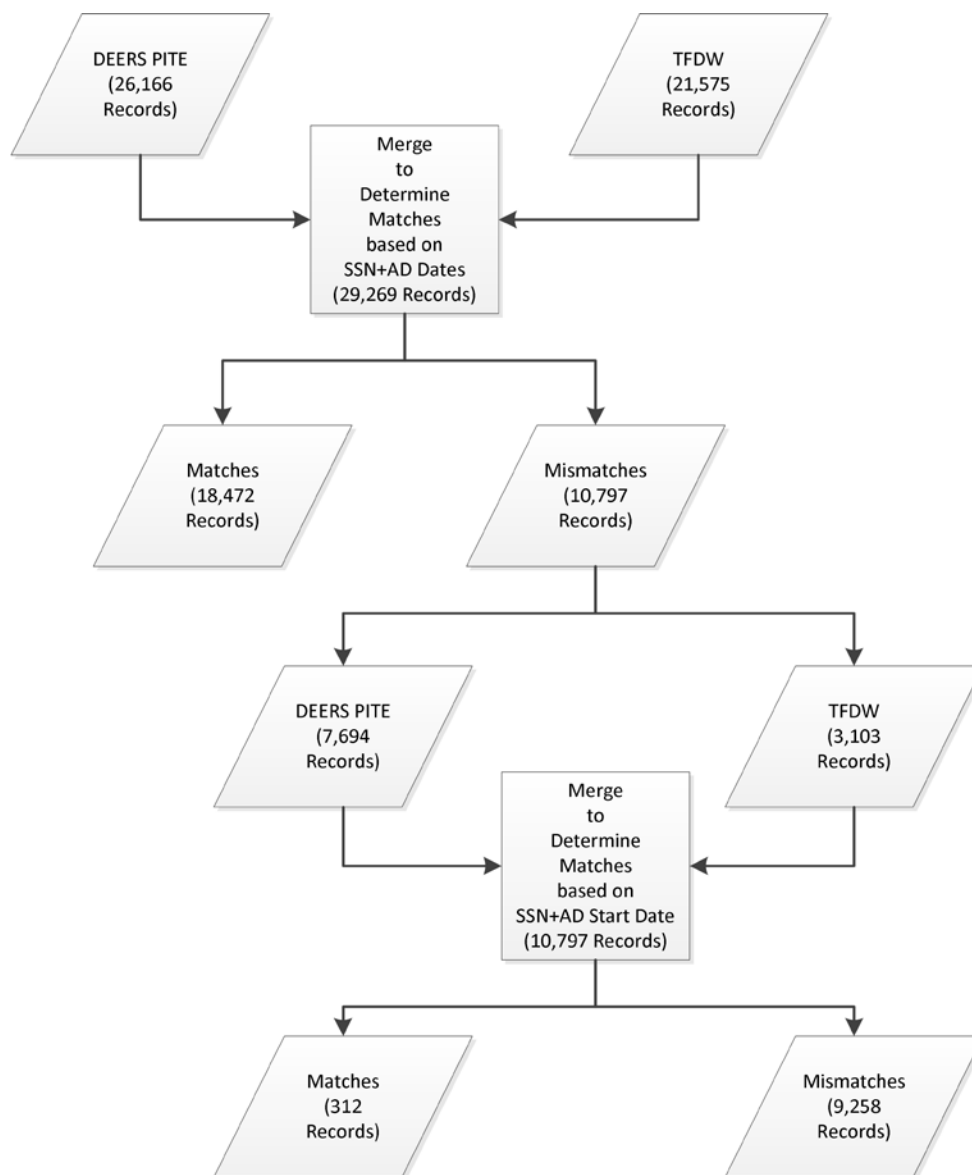 DEERS PITE
(26,166
Records)
TFDW
(21,575
Records)
Merge
to
Determine
Matches
based on
SSN+AD Dates
(29,269 Records)
Matches
(18,472
Records)
Mismatches
(10,797
Records)
DEERS PITE
(7,694
Records)
TFDW
(3,103
Records)
Merge
to
Determine
Matches
based on
SSN+AD Start Date
(10,797 Records)
Matches
(312
Records)
Mismatches
(9,258
Records)